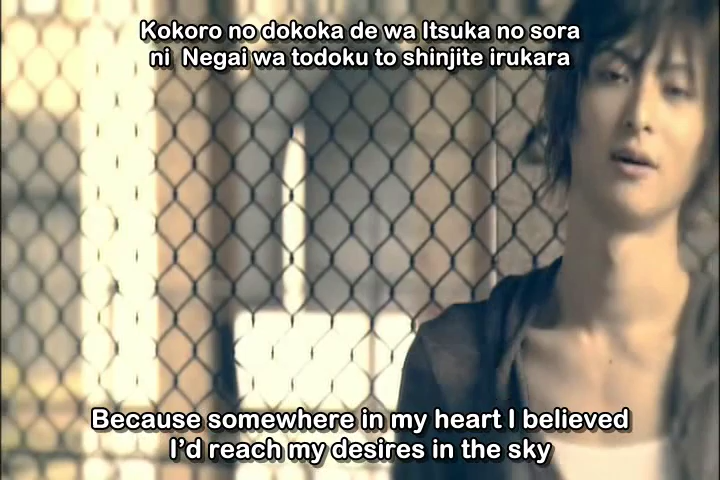 Kokoro no dokoka de wa Itsuka no sora
ni Negai wa todoku to shinjite irukara
Because somewhere in my heart I believed
I'd reach my desires in the sky